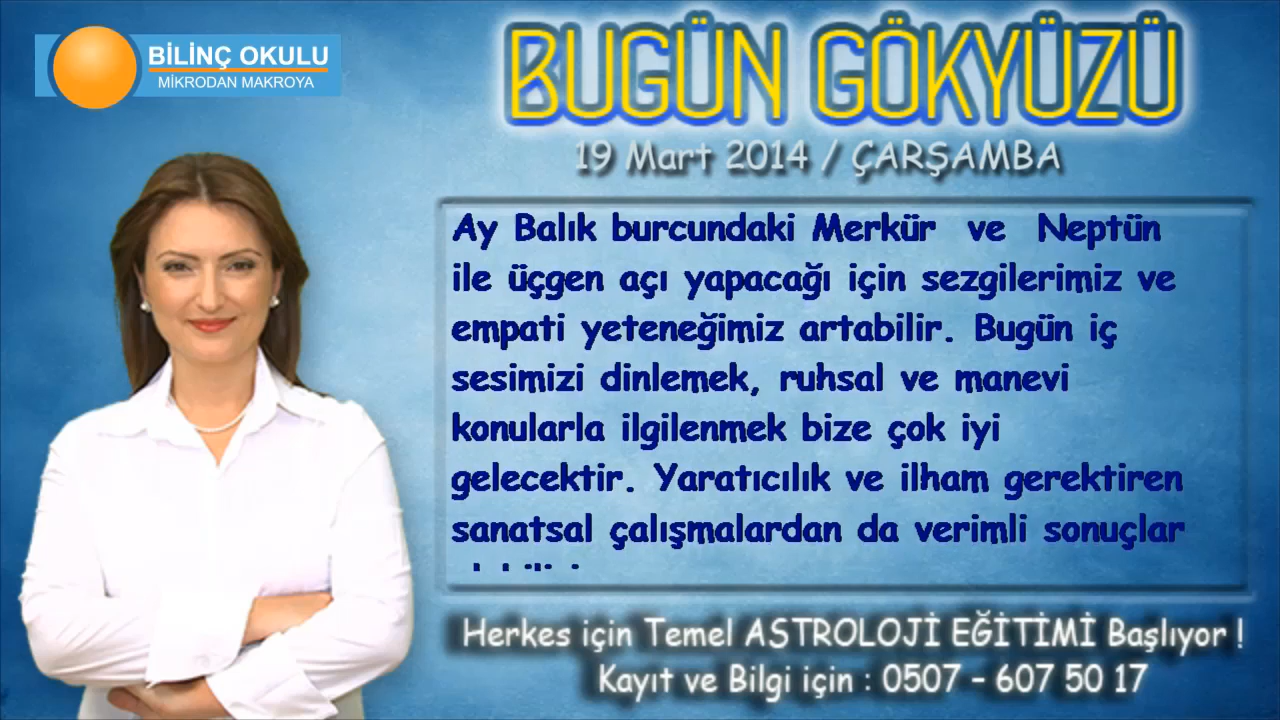 BİLİNÇ OKULU
MİKRODAN MAKROYA
BUGÜN GÖKYÜZÜ
19 Mart 2014 / ÇARŞAMBA
Ay Balık burcundaki Merkür ve Neptün
ile üçgen açı yapacağı için sezgilerimiz ve
empati yeteneğimiz artabilir. Bugün iç
sesimizi dinlemek, ruhsal ve manevi
konularla ilgilenmek bize çok iyi
gelecektir. Yaratıcılık ve ilham gerektiren
sanatsal çalışmalardan da verimli sonuçlar
Herkes için Temel ASTROLOJİ EĞİTİMİ Başlıyor !
Kayıt ve Bilgi için : 0507 - 607 50 17